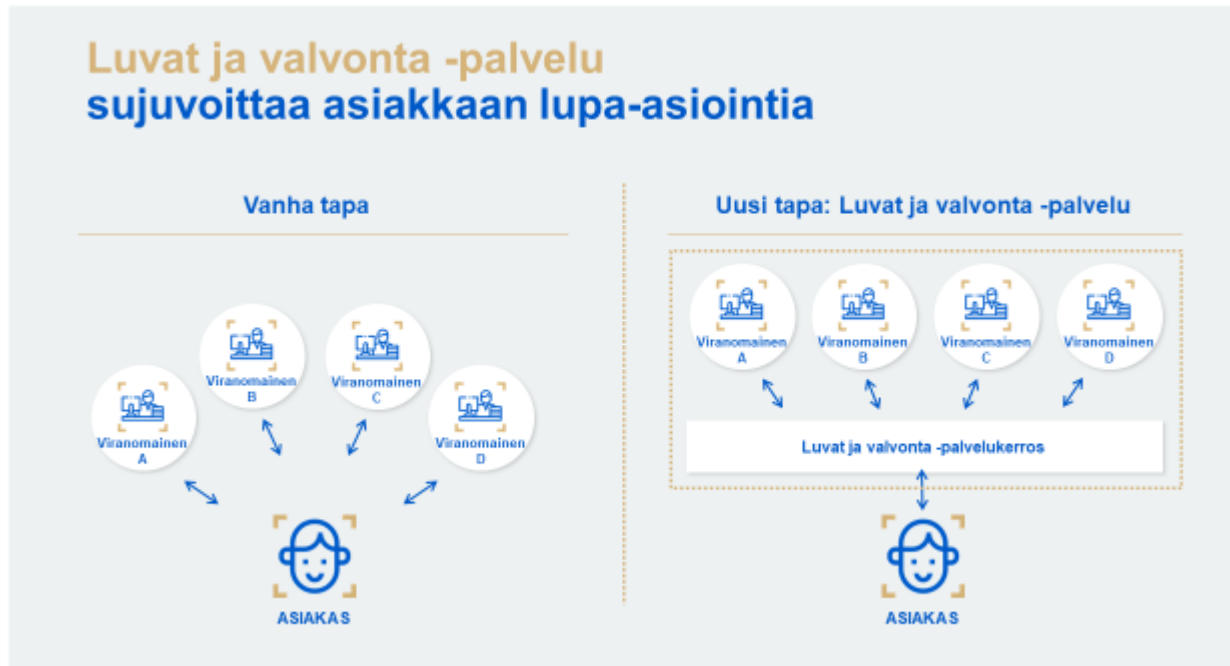 Luvat ja valvonta -palvelu
sujuvoittaa asiakkaan lupa-asiointia
Vanha tapa
Viranomainen
A
Viranomainen
B
Viranomainen
C
Viranomainen
D
ASIAKAS
Uusi tapa: Luvat ja valvonta -palvelu
Viranomainen
A
Viranomainen
B
Viranomainen
C
Viranomainen
D
Luvat ja valvonta -palvelukerros
ASIAKAS